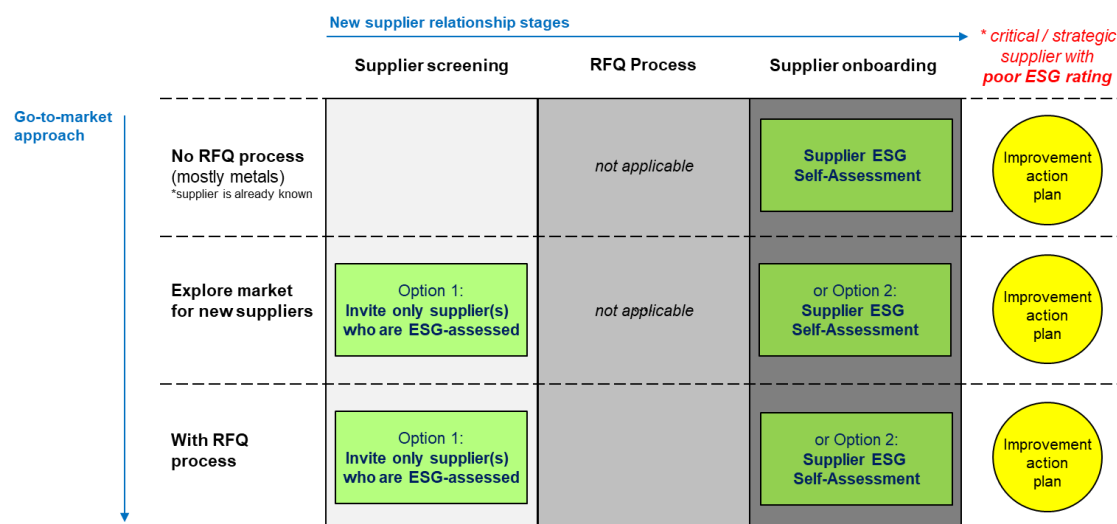 New supplier relationship stages
* critical / strategic
supplier with
poor ESG rating
Supplier screening
RFQ Process
Supplier onboarding
Go-to-market
approach
No RFQ process
(mostly metals)
*supplier is already known
not applicable
Supplier ESG
Self-Assessment
Improvement
action
plan
Explore market
for new suppliers
Option 1:
Invite only supplier(s)
who are ESG-assessed
not applicable
or Option 2:
Supplier ESG
Self-Assessment
Improvement
action
plan
With RFQ
process
Option 1:
Invite only supplier(s)
who are ESG-assessed
or Option 2:
Supplier ESG
Self-Assessment
Improvement
action
plan